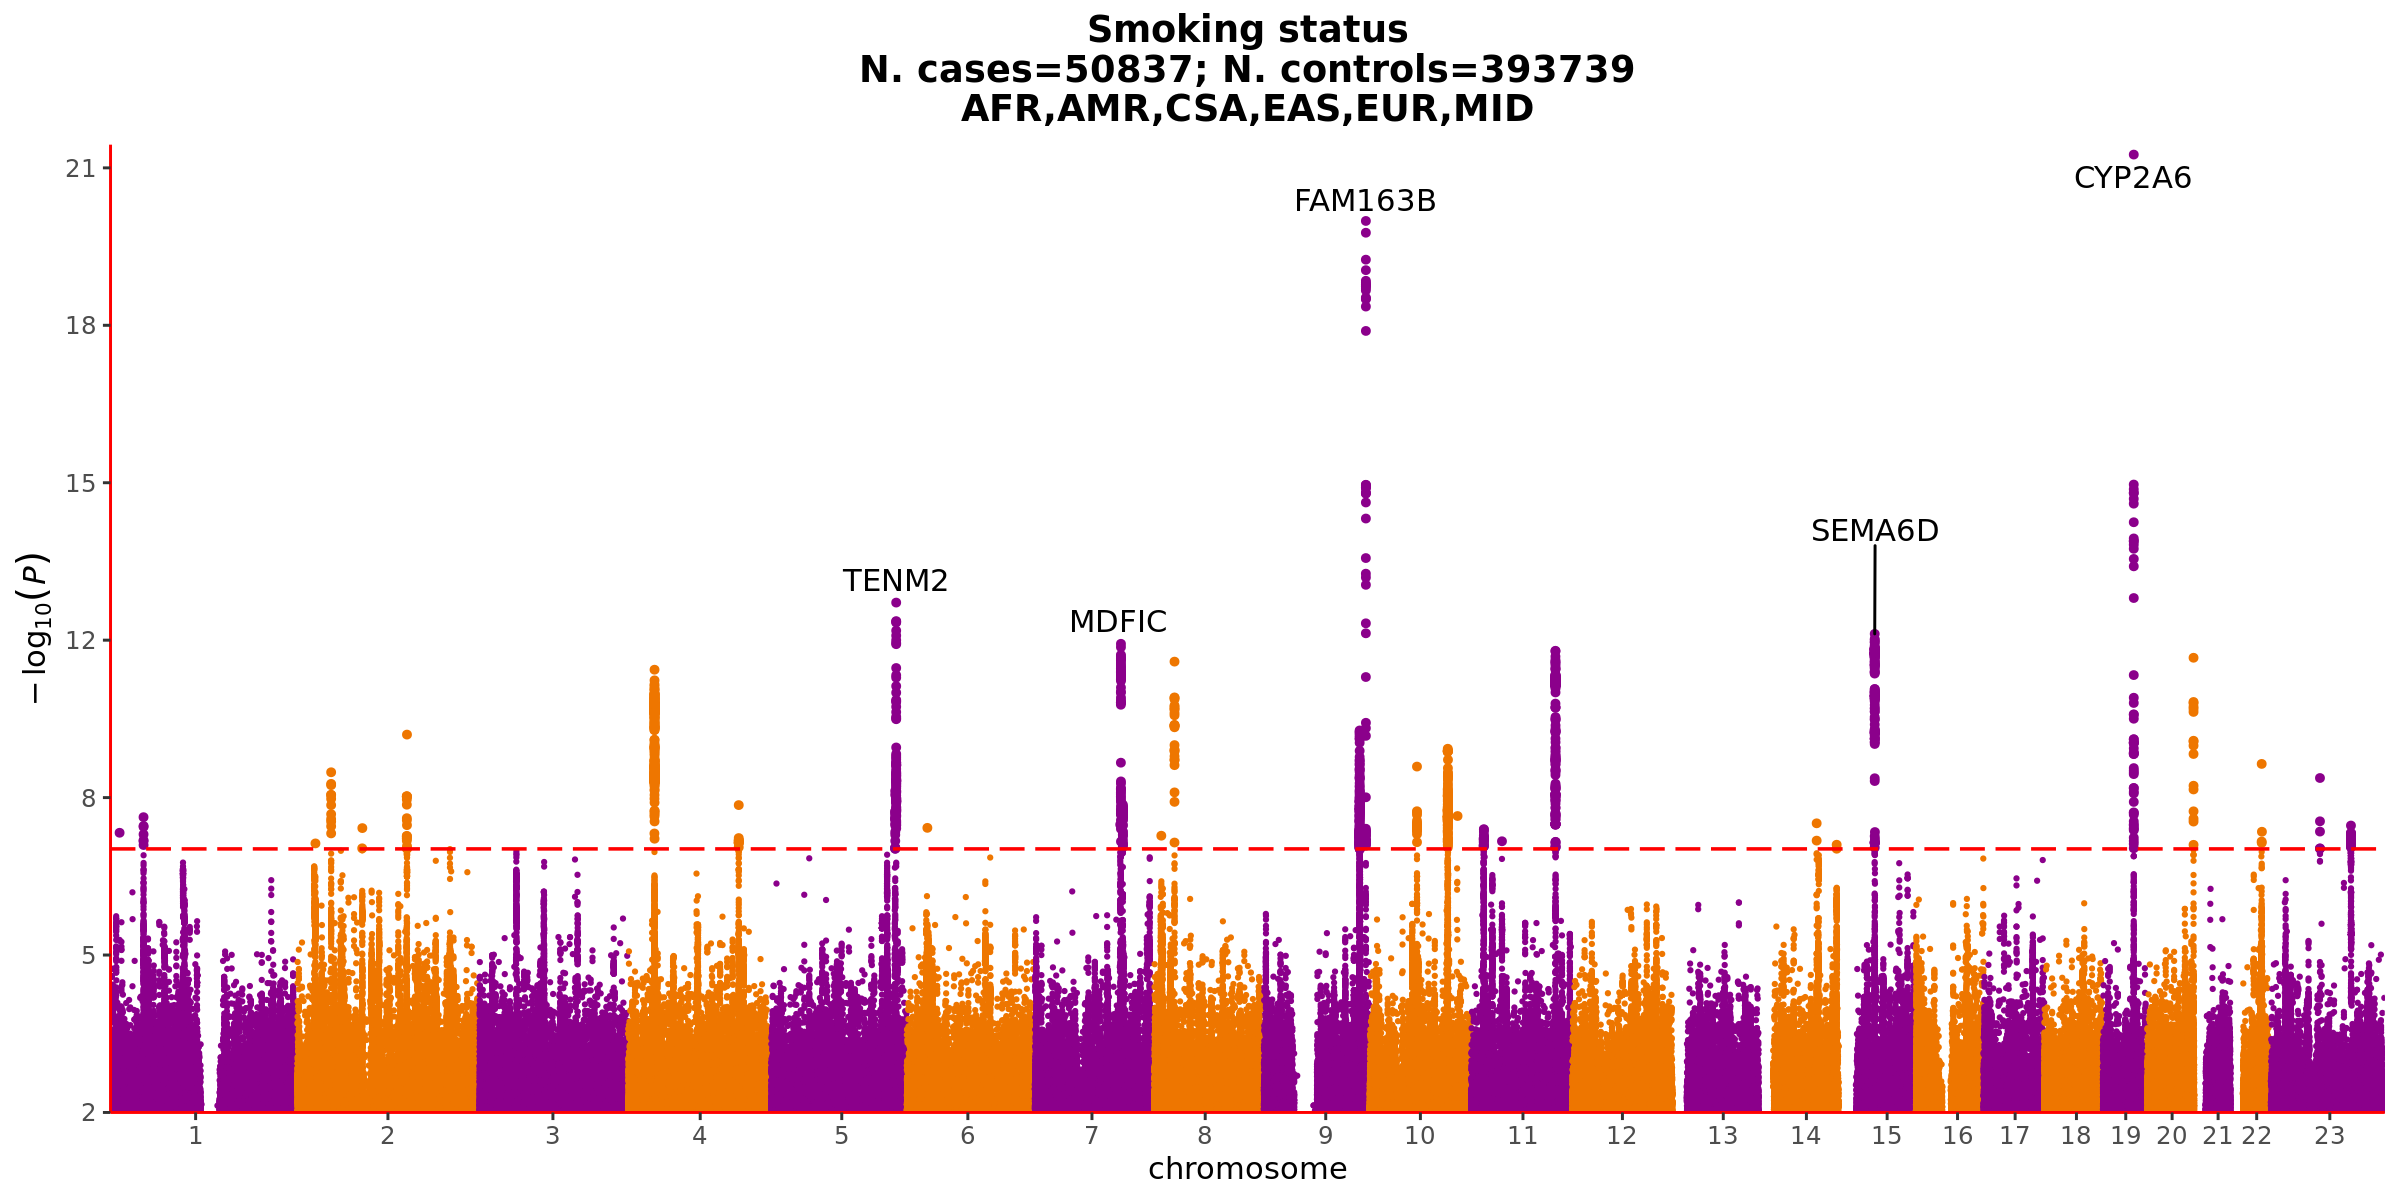 Smoking status
N. cases=50837; N. controls=393739
AFR,AMR,CSA,EAS,EUR,MID
21
CYP2A6
FAM163B
18
15
SEMA6D
TENM2
MDFIC
12
8
5
2
−log₁₀(P)
1 2 3 4 5 6 7 8 9 10 11 12 13 14 15 16 17 18 19 20 21 22 23
chromosome